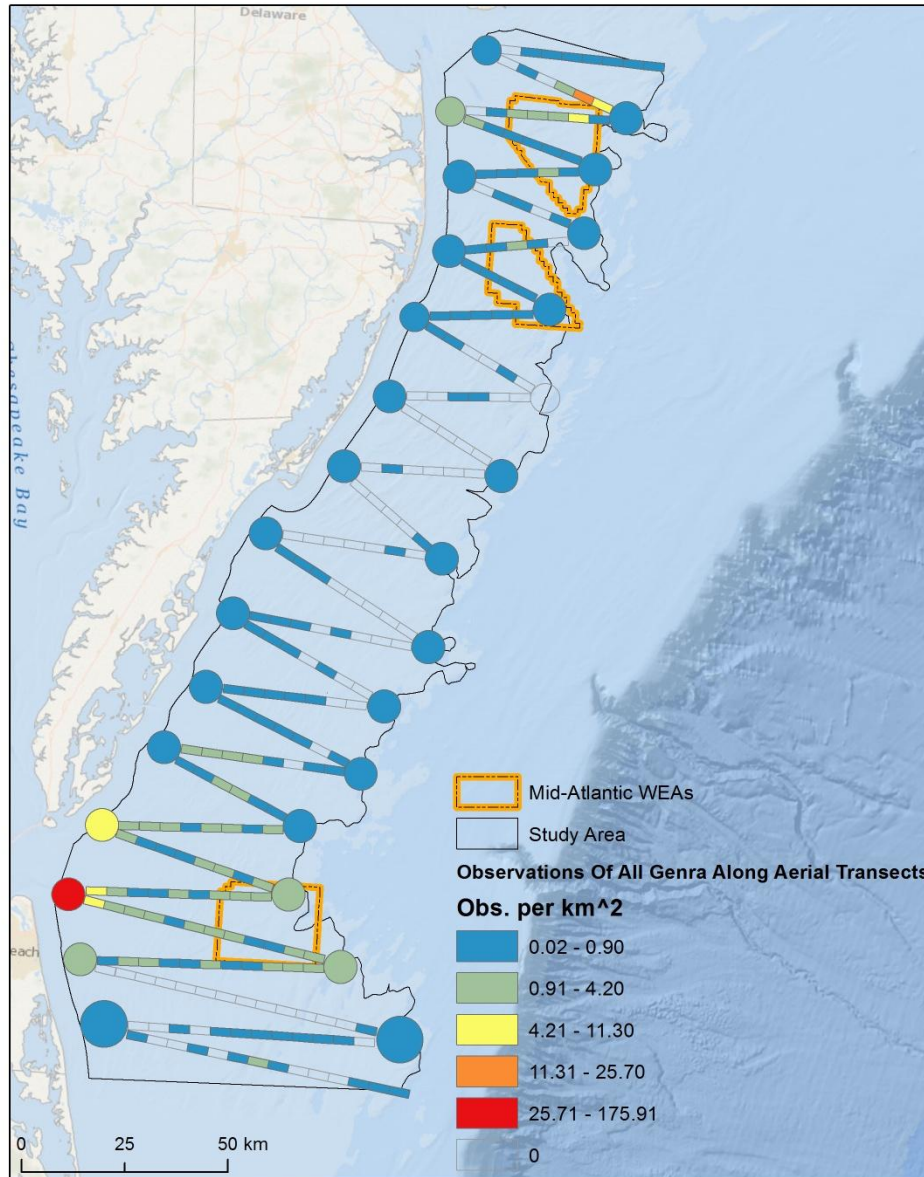 Delaware
Chesapeake Bay
Mid-Atlantic WEAs
Study Area
Observations Of All Genra Along Aerial Transects
Obs. per km^2
0.02 - 0.90
0.91 - 4.20
4.21 - 11.30
11.31 - 25.70
25.71 - 175.91
0
each
0 25 50 km